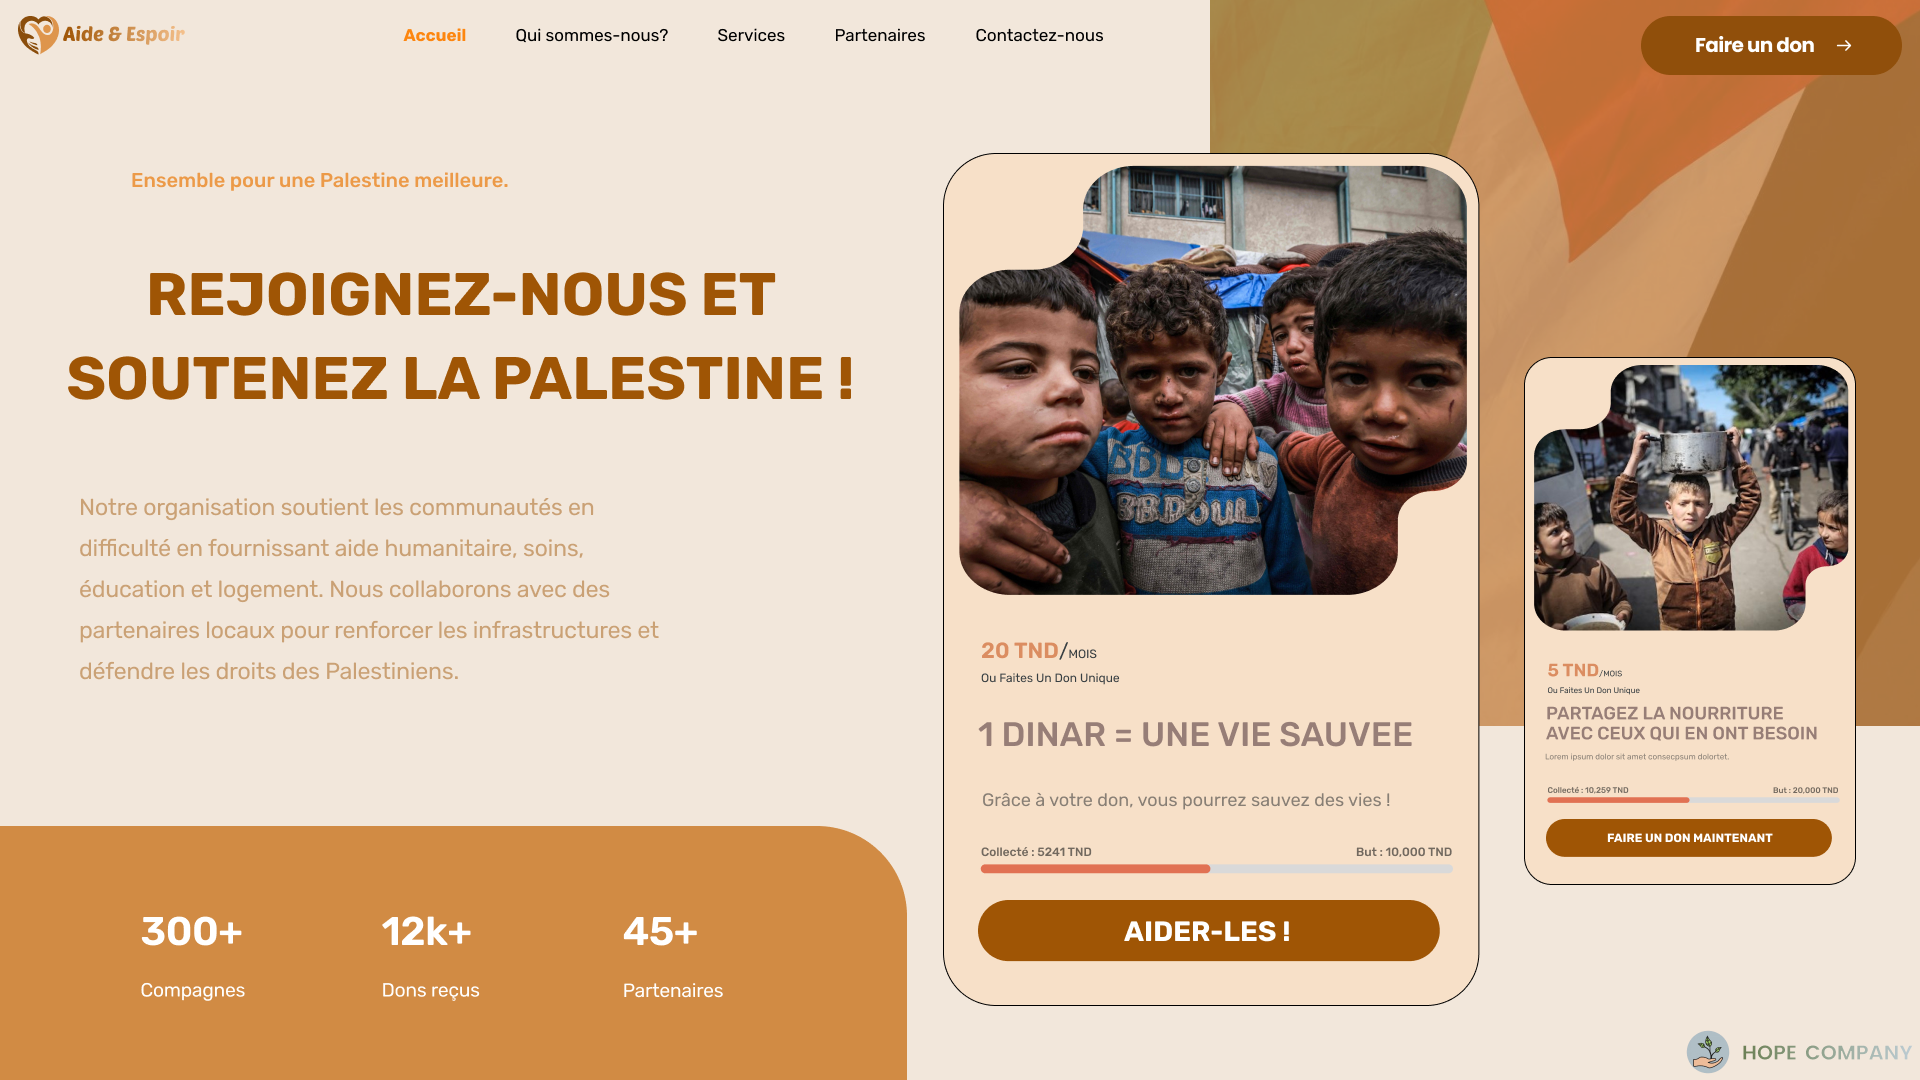 Aide & Espoir
Accueil
Qui sommes-nous?
Services
Partenaires
Contactez-nous
Faire un don
Ensemble pour une Palestine meilleure.
REJOIGNEZ-NOUS ET
SOUTENEZ LA PALESTINE !
Notre organisation soutient les communautés en
difficulté en fournissant aide humanitaire, soins,
éducation et logement. Nous collaborons avec des
partenaires locaux pour renforcer les infrastructures et
défendre les droits des Palestiniens.
300+
Compagnes
12k+
Dons reçus
45+
Partenaires
20 TND/MOIS
Ou Faites Un Don Unique
1 DINAR = UNE VIE SAUVEE
Grâce à votre don, vous pourrez sauvez des vies !
Collecté : 5241 TND
But : 10,000 TND
AIDER-LES !
5 TND/MOIS
Ou Faites Un Don Unique
PARTAGEZ LA NOURRITURE
AVEC CEUX QUI EN ONT BESOIN
Lorem ipsum dolor sit amet consecpsum dolortet.
Collecté : 10,259 TND
But : 20,000 TND
FAIRE UN DON MAINTENANT
HOPE COMPANY